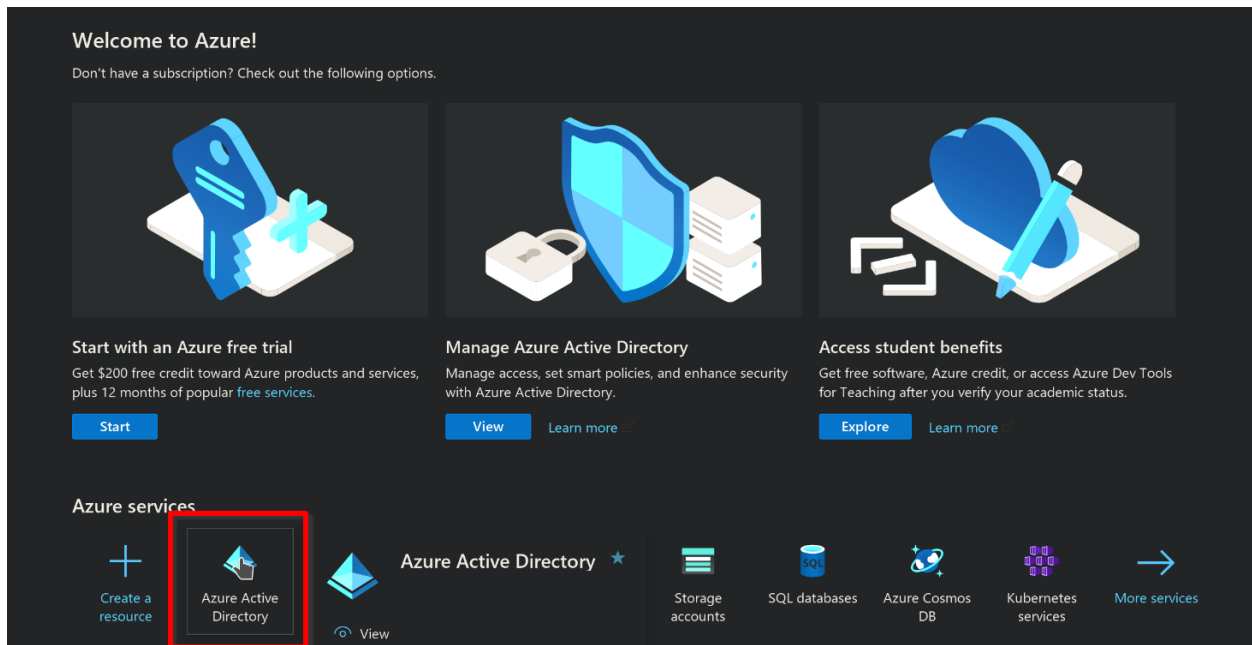 Welcome to Azure!
Don't have a subscription? Check out the following options.
Start with an Azure free trial
Get $200 free credit toward Azure products and services,
plus 12 months of popular free services.
Start
Manage Azure Active Directory
Manage access, set smart policies, and enhance security
with Azure Active Directory.
View
Learn more
Access student benefits
Get free software, Azure credit, or access Azure Dev Tools
for Teaching after you verify your academic status.
Explore
Learn more
Azure services
Create a
resource
Azure Active
Directory
Azure Active Directory
View
Storage
accounts
SQL
SQL databases
Azure Cosmos
DB
Kubernetes
services
More services